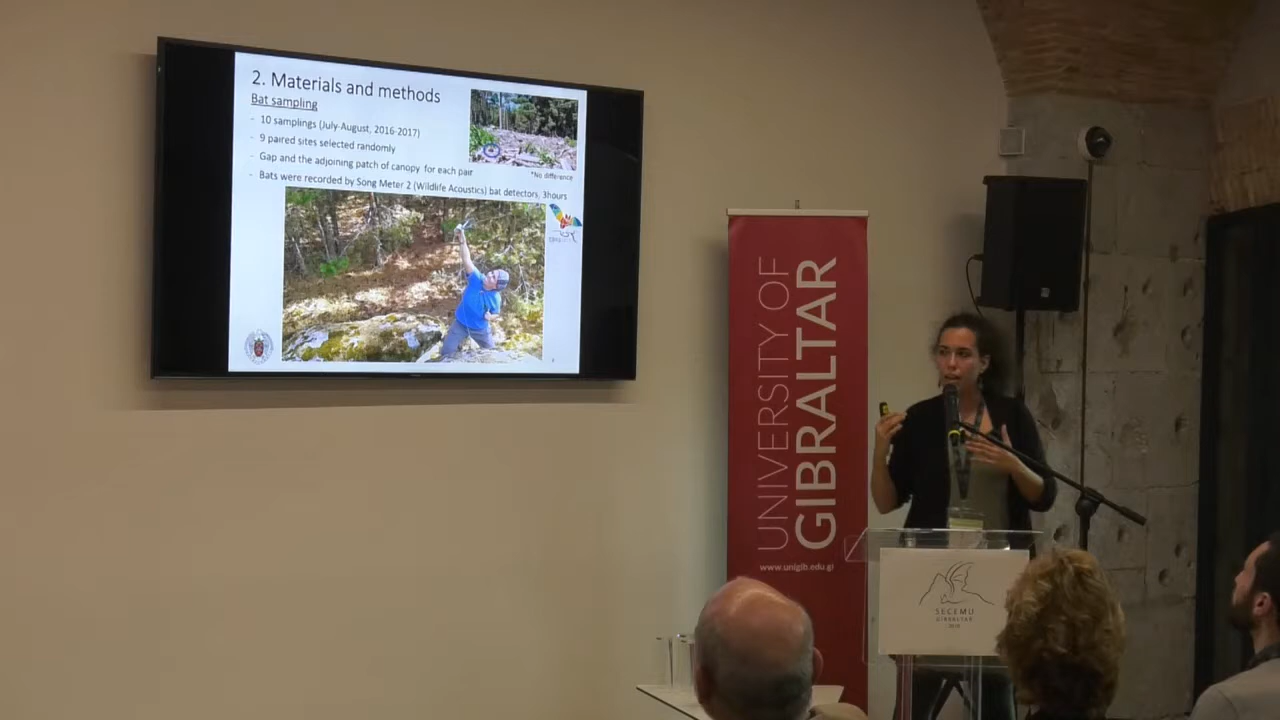 2. Materials and methods
Bat sampling
- 10 samplings (July-August, 2016-2017)
- 9 paired sites selected randomly
- Gap and the adjoining patch of canopy for each pair
*No difference
- Bats were recorded by Song Meter 2 (Wildlife Acoustics) bat detectors, 3hours
UNIVERSITY OF
GIBRALTAR
www.unigib.edu.gi
SECEMU
GIBRALTAR